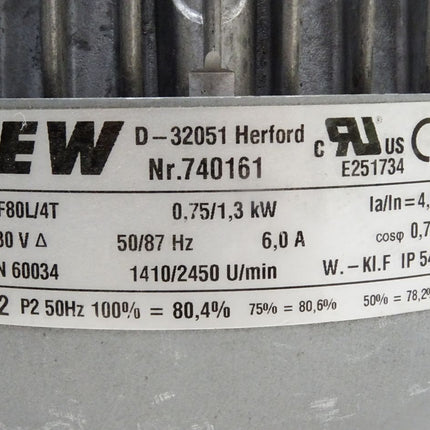 EW D-32051 Herford
Nr.740161
c RU US
E251734
F80L/4T 0,75/1,3 kW Ia/In=4,
30 V Δ 50/87 Hz 6,0 A cosφ 0,7
N 60034 1410/2450 U/min W.-Kl.F IP 54
2 P2 50Hz 100% = 80,4% 75% = 80,6% 50% = 78,2%